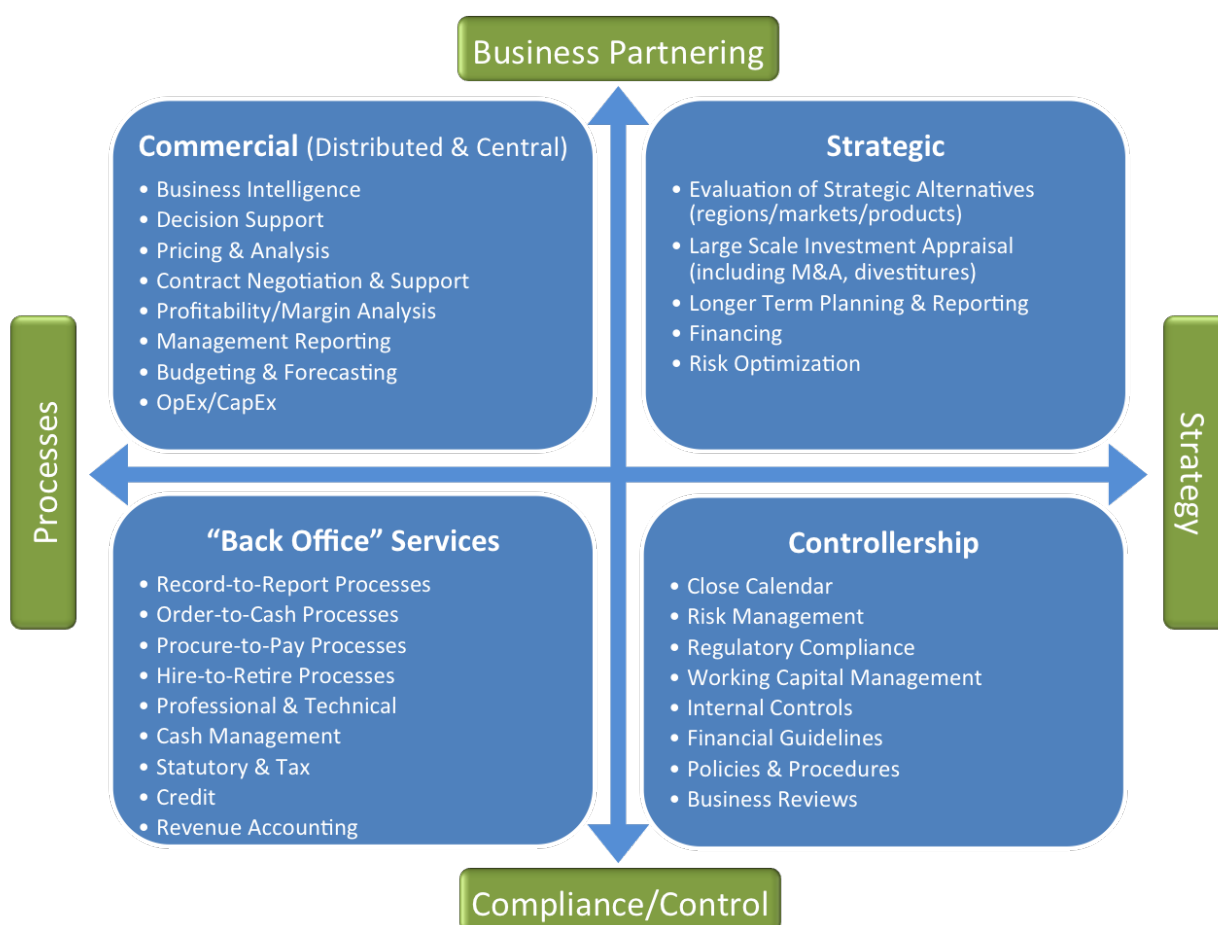 Business Partnering
Commercial (Distributed & Central)
• Business Intelligence
• Decision Support
• Pricing & Analysis
• Contract Negotiation & Support
• Profitability/Margin Analysis
• Management Reporting
• Budgeting & Forecasting
• OpEx/CapEx
Strategic
• Evaluation of Strategic Alternatives
(regions/markets/products)
• Large Scale Investment Appraisal
(including M&A, divestitures)
• Longer Term Planning & Reporting
• Financing
• Risk Optimization
Processes
Strategy
“Back Office” Services
• Record-to-Report Processes
• Order-to-Cash Processes
• Procure-to-Pay Processes
• Hire-to-Retire Processes
• Professional & Technical
• Cash Management
• Statutory & Tax
• Credit
• Revenue Accounting
Controllership
• Close Calendar
• Risk Management
• Regulatory Compliance
• Working Capital Management
• Internal Controls
• Financial Guidelines
• Policies & Procedures
• Business Reviews
Compliance/Control